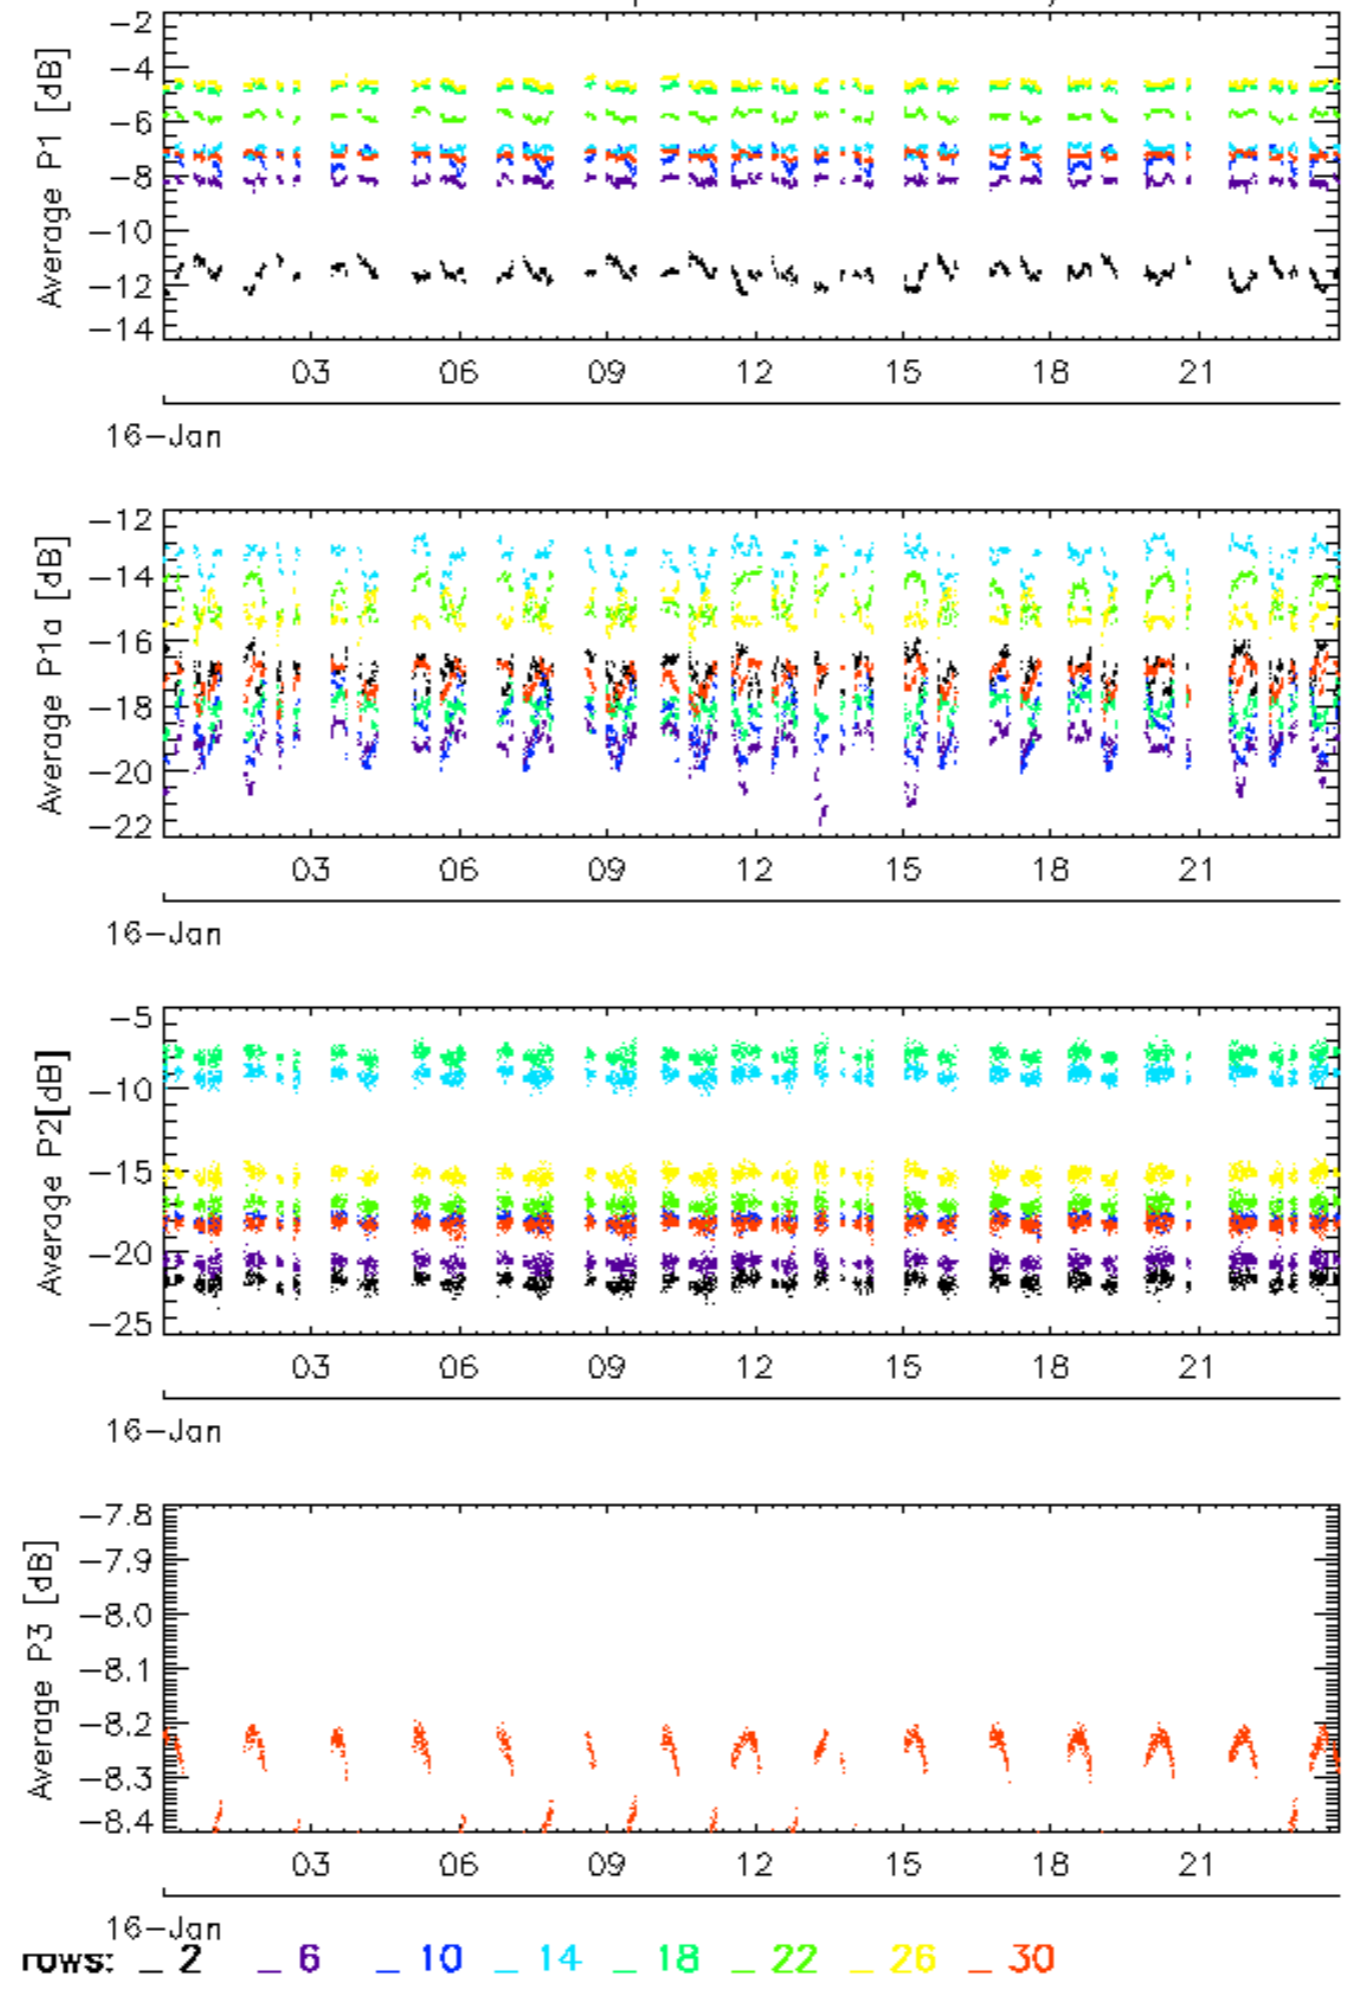 Average P1 [dB]
−2
−4
−6
−8
−10
−12
−14
03 06 09 12 15 18 21
16−Jan
Average P1a [dB]
−12
−14
−16
−18
−20
−22
03 06 09 12 15 18 21
16−Jan
Average P2[dB]
−5
−10
−15
−20
−25
03 06 09 12 15 18 21
16−Jan
Average P3 [dB]
−7.8
−7.9
−8.0
−8.1
−8.2
−8.3
−8.4
03 06 09 12 15 18 21
16−Jan
rows: _ 2 _ 6 _ 10 _ 14 _ 18 _ 22 _ 26 _ 30